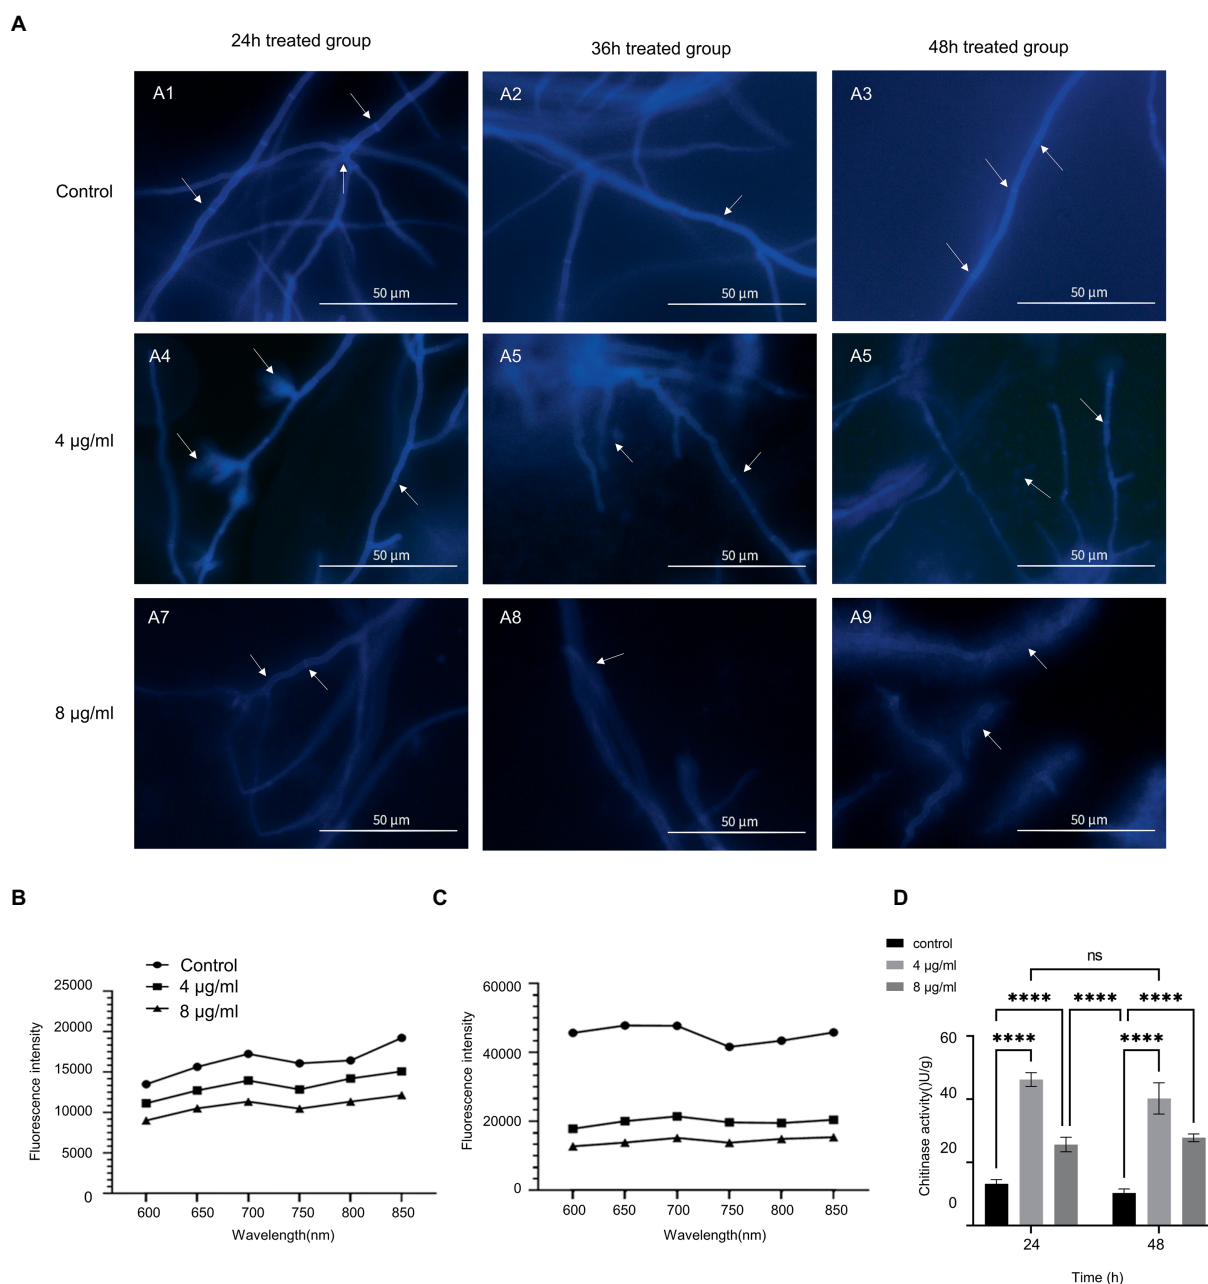 A
24h treated group
36h treated group
48h treated group
Control
A1
50 µm
A2
50 µm
A3
50 µm
4 µg/ml
A4
50 µm
A5
50 µm
A5
50 µm
8 µg/ml
A7
50 µm
A8
50 µm
A9
50 µm
B
Control
4 µg/ml
8 µg/ml
Fluorescence intensity
25000
20000
15000
10000
5000
0
600 650 700 750 800 850
Wavelength(nm)
C
Fluorescence intensity
60000
40000
20000
0
600 650 700 750 800 850
Wavelength(nm)
D
control
4 µg/ml
8 µg/ml
ns
**** **** ****
**** ****
Chitinase activity()U/g)
60
40
20
0
24 48
Time (h)